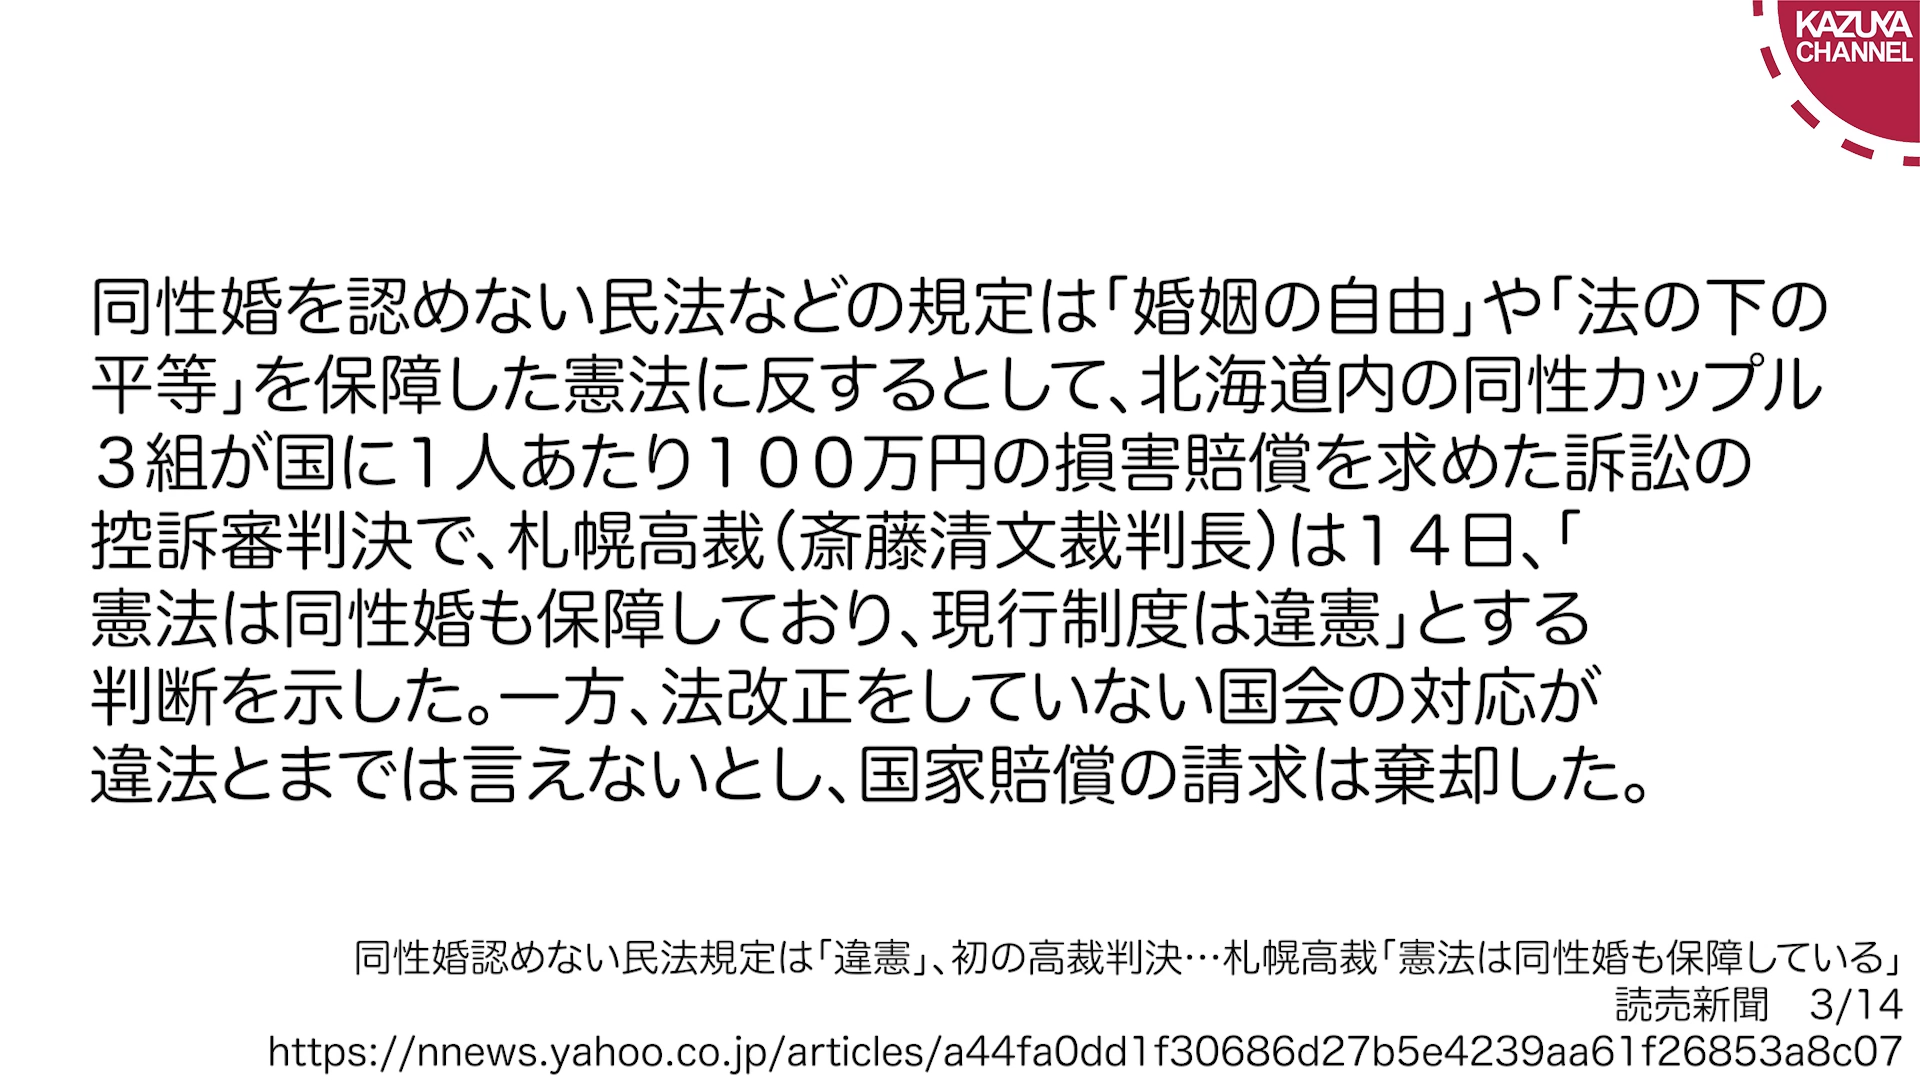 KAZUYA
CHANNEL
同性婚を認めない民法などの規定は「婚姻の自由」や「法の下の
平等」を保障した憲法に反するとして、北海道内の同性カップル
３組が国に１人あたり１００万円の損害賠償を求めた訴訟の
控訴審判決で、札幌高裁（斎藤清文裁判長）は１４日、「
憲法は同性婚も保障しており、現行制度は違憲」とする
判断を示した。一方、法改正をしていない国会の対応が
違法とまでは言えないとし、国家賠償の請求は棄却した。
同性婚認めない民法規定は「違憲」、初の高裁判決…札幌高裁「憲法は同性婚も保障している」
読売新聞　3/14
https://nnews.yahoo.co.jp/articles/a44fa0dd1f30686d27b5e4239aa61f26853a8c07